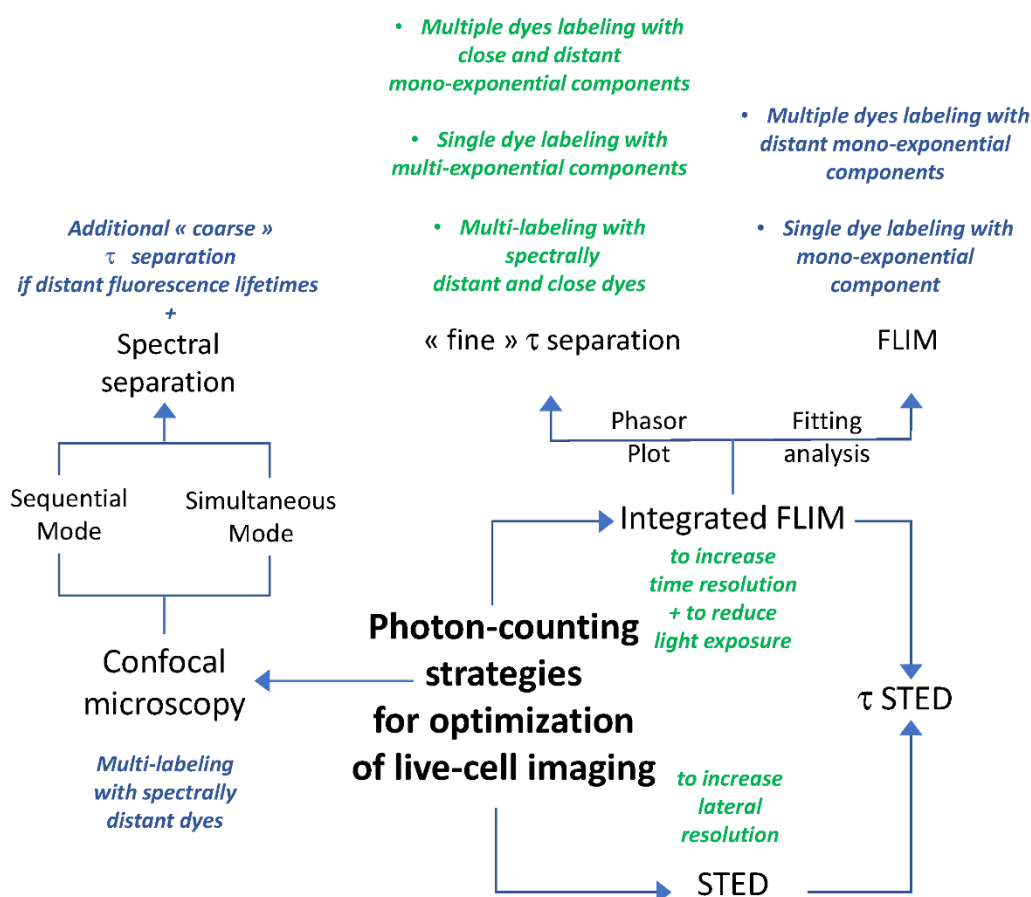 • Multiple dyes labeling with
close and distant
mono-exponential components
• Single dye labeling with
multi-exponential components
• Multi-labeling with
spectrally
distant and close dyes
« fine » τ separation
• Multiple dyes labeling with
distant mono-exponential
components
• Single dye labeling with
mono-exponential
component
FLIM
Additional « coarse »
τ separation
if distant fluorescence lifetimes
+
Spectral
separation
Phasor
Plot
Fitting
analysis
Sequential
Mode
Simultaneous
Mode
Integrated FLIM
to increase
time resolution
+ to reduce
light exposure
Photon-counting
strategies
for optimization
of live-cell imaging
Confocal
microscopy
Multi-labeling
with spectrally
distant dyes
τ STED
to increase
lateral
resolution
STED